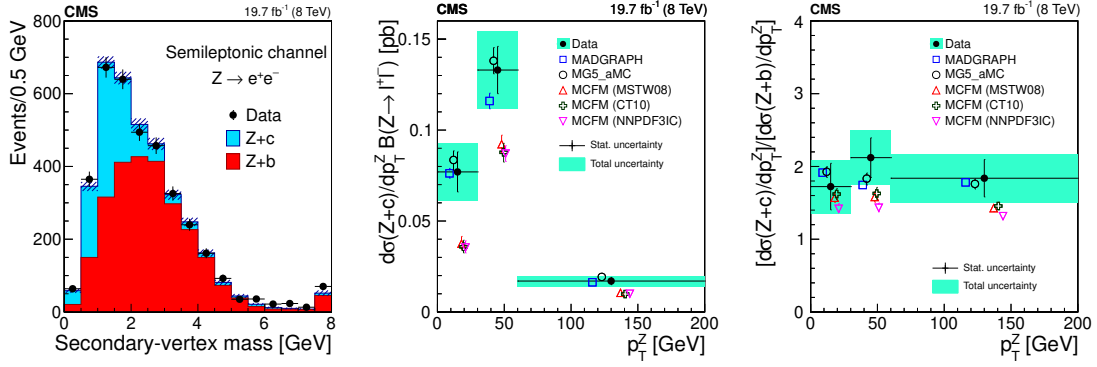 CMS
19.7 fb⁻¹ (8 TeV)
Events/0.5 GeV
800
600
400
200
0
Semileptonic channel
Z → e⁺e⁻
Data
Z+c
Z+b
0 2 4 6 8
Secondary-vertex mass [GeV]
CMS
19.7 fb⁻¹ (8 TeV)
dσ(Z+c)/dp_T^Z B(Z→ l⁺l⁻) [pb]
0.15
0.10
0.05
0
Data
MADGRAPH
MG5_aMC
MCFM (MSTW08)
MCFM (CT10)
MCFM (NNPDF3IC)
Stat. uncertainty
Total uncertainty
0 50 100 150 200
p_T^Z [GeV]
CMS
19.7 fb⁻¹ (8 TeV)
[dσ(Z+c)/dp_T^Z]/[dσ(Z+b)/dp_T^Z]
4
3
2
1
0
Data
MADGRAPH
MG5_aMC
MCFM (MSTW08)
MCFM (CT10)
MCFM (NNPDF3IC)
Stat. uncertainty
Total uncertainty
0 50 100 150 200
p_T^Z [GeV]